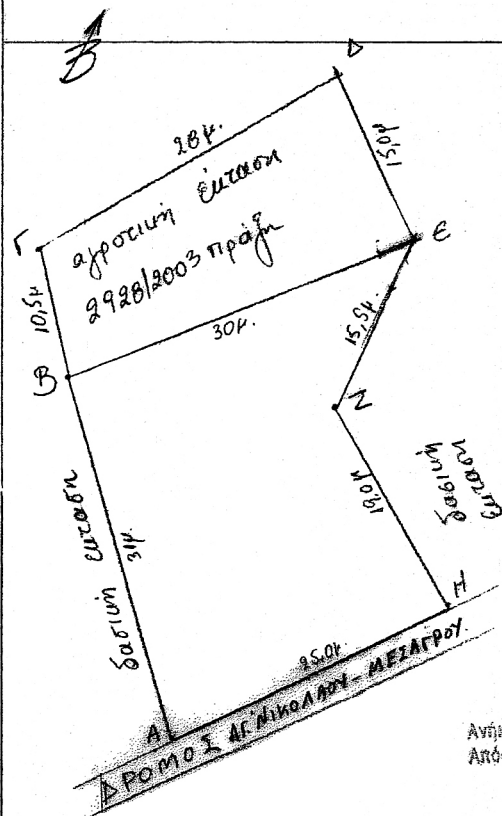 Β
Δ
28μ.
15,0μ
Γ
αγροτική έκταση
2928/2003 πράξη
Ε
10,5μ
30μ.
15,5μ.
Β
Ζ
δασική
έκταση
19,0μ
δασική έκταση
31μ.
Η
25,0μ.
Α
ΔΡΟΜΟΣ ΑΓ.ΝΙΚΟΛΑΟΥ - ΜΕΣΑΓΡΟΥ